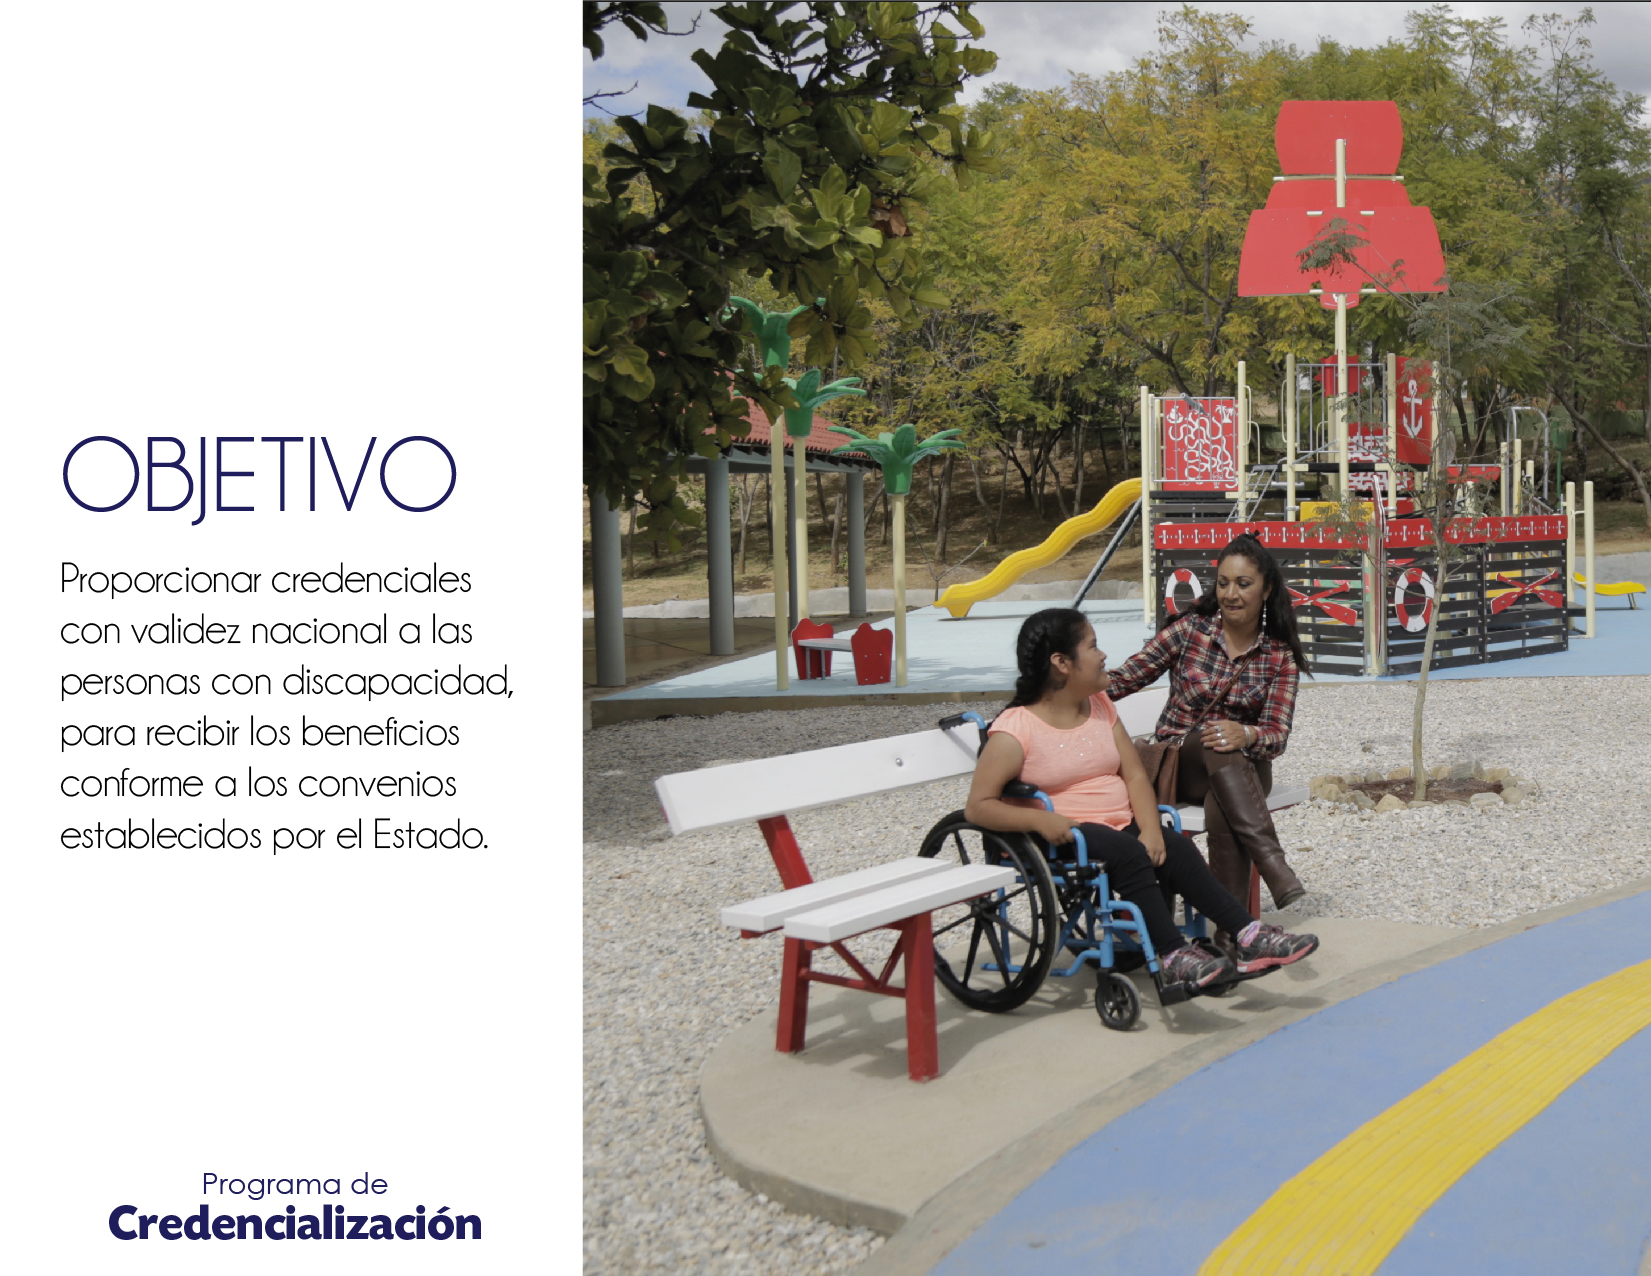 OBJETIVO
Proporcionar credenciales
con validez nacional a las
personas con discapacidad,
para recibir los beneficios
conforme a los convenios
establecidos por el Estado.
Programa de
Credencialización